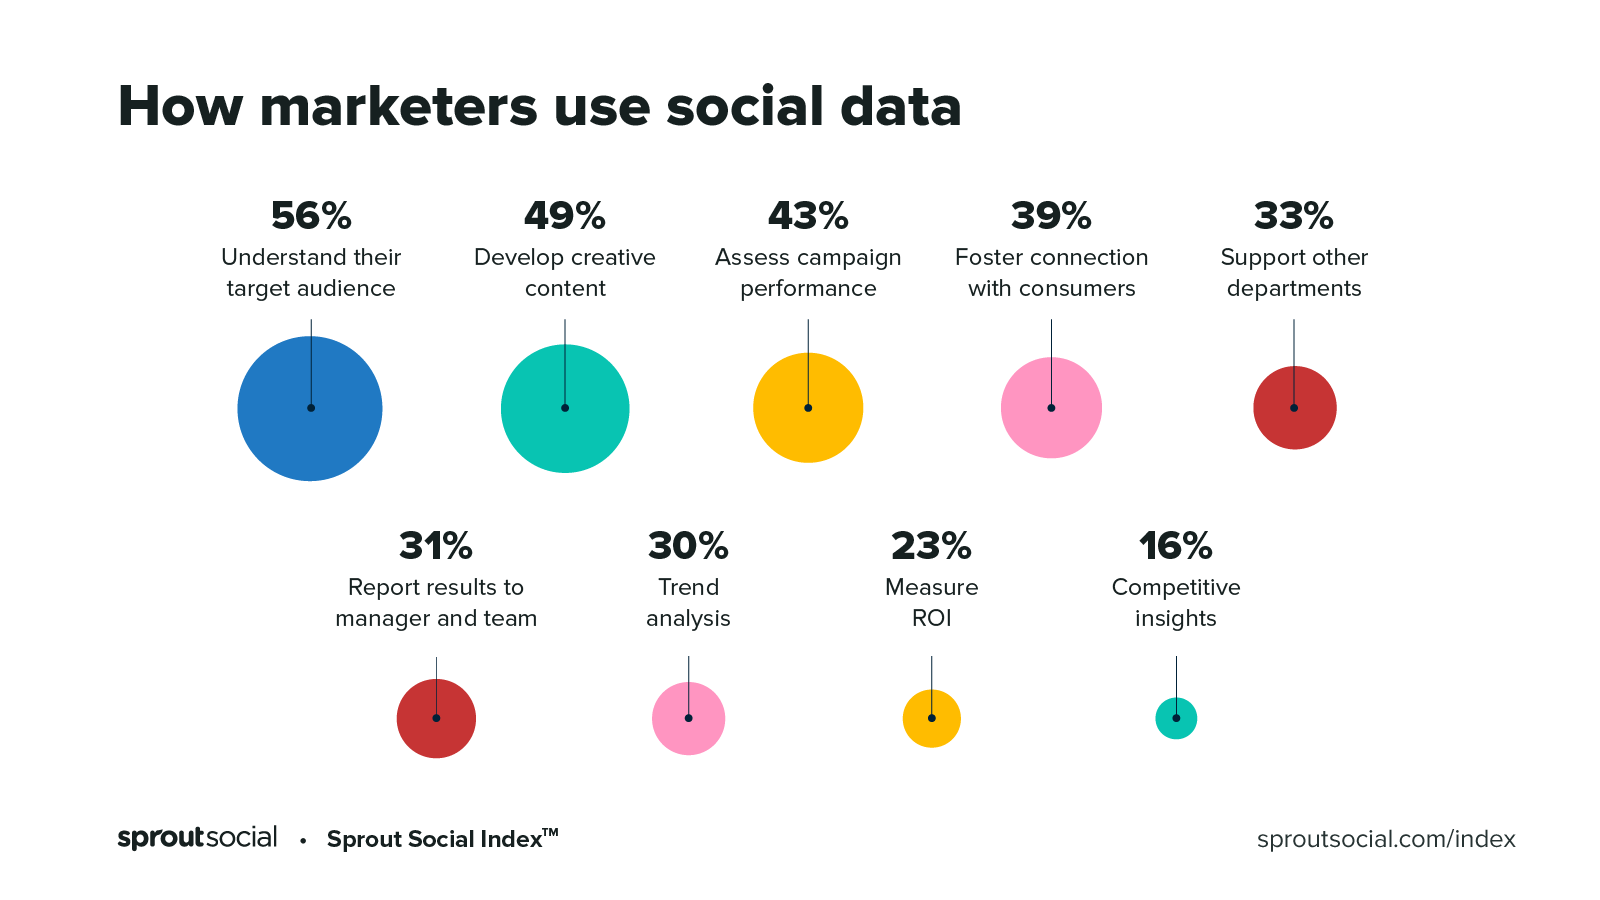 How marketers use social data
56%
Understand their
target audience
49%
Develop creative
content
43%
Assess campaign
performance
39%
Foster connection
with consumers
33%
Support other
departments
31%
Report results to
manager and team
30%
Trend
analysis
23%
Measure
ROI
16%
Competitive
insights
sproutsocial • Sprout Social Index™
sproutsocial.com/index